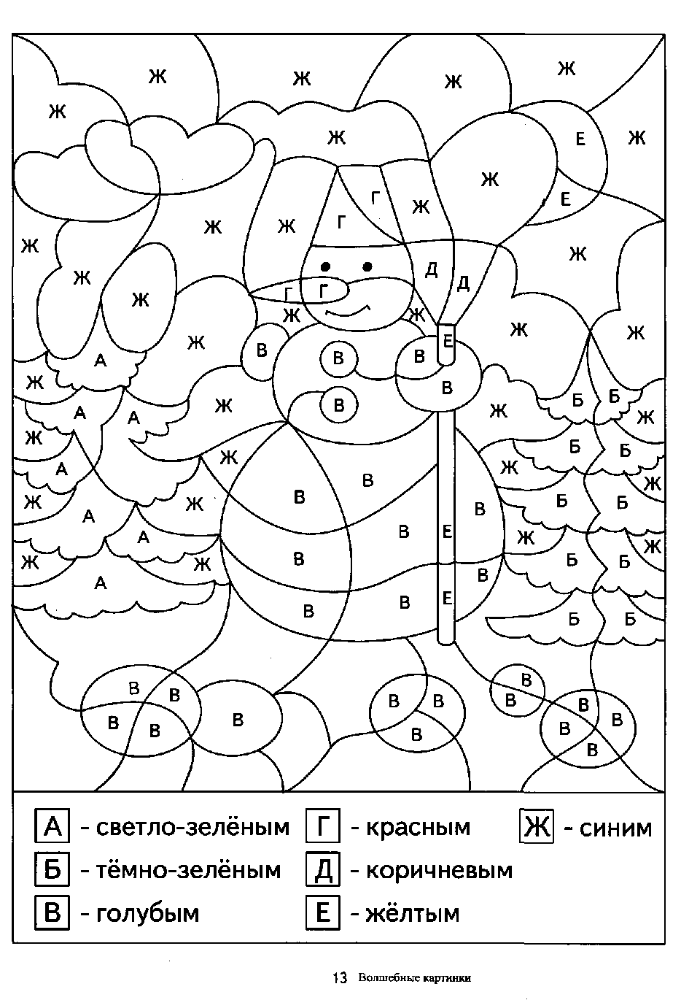 Ж Ж Ж Ж
Ж Е Ж
Ж
Ж
Г Е
Ж Г Ж Ж
Ж Ж
Ж Д
Ж Ж Г Г Д
Ж Ж Ж Ж
Ж Е
А В В В
Ж В
Ж В Б Б
А А Ж Ж Ж
Ж Б Б
А Ж Ж
В В Ж
Ж Ж Б Б
А В
А В Е Ж Ж
Ж Ж В Б Б
А В Е
В В Б Б
В В В
В В В В В
В В В В В
В
А - светло-зелёным Г - красным Ж - синим
Б - тёмно-зелёным Д - коричневым
В - голубым Е - жёлтым
13 Волшебные картинки